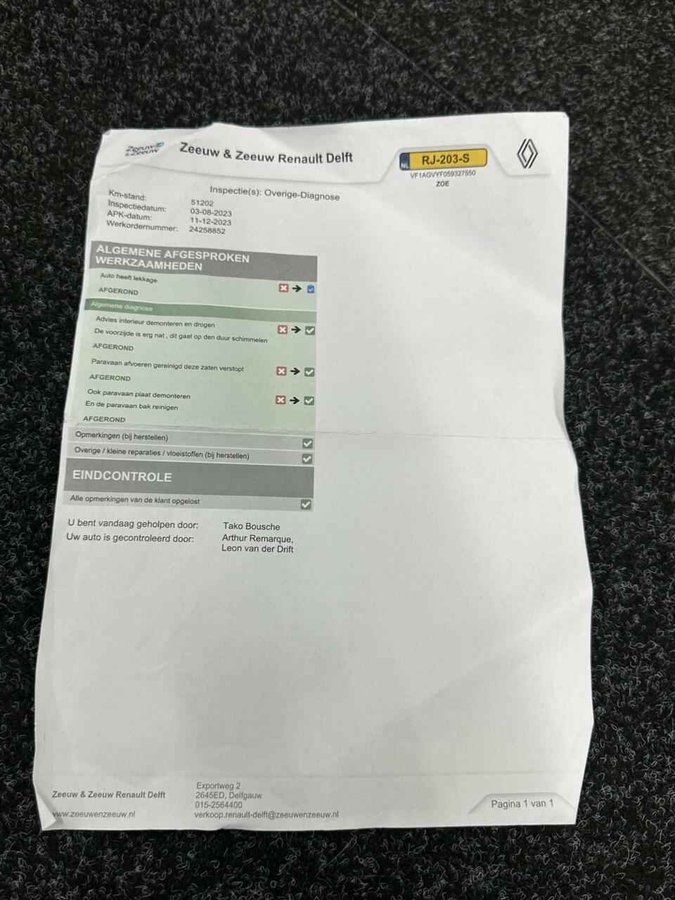 Zeeuw & Zeeuw
Zeeuw & Zeeuw Renault Delft
NL RJ-203-S
VF1AGVYF059327550
ZOE
Inspectie(s): Overige-Diagnose
Km-stand: 51202
Inspectiedatum: 03-08-2023
APK-datum: 11-12-2023
Werkordernummer: 24258852
ALGEMENE AFGESPROKEN
WERKZAAMHEDEN
Auto heeft lekkage
AFGEROND
Algemene diagnose
Advies interieur demonteren en drogen
De voorzijde is erg nat , dit gaet op den duur schimmelen
AFGEROND
Paravaan afvoeren gereinigd deze zaten verstopt
AFGEROND
Ook paravaan plaat demonteren
En de paravaan bak reinigen
AFGEROND
Opmerkingen (bij herstellen)
Overige / kleine reparaties / vloeistoffen (bij herstellen)
EINDCONTROLE
Alle opmerkingen van de klant opgelost
U bent vandaag geholpen door: Tako Bousche
Uw auto is gecontroleerd door: Arthur Remarque,
Leon van der Drift
Zeeuw & Zeeuw Renault Delft
www.zeeuwenzeeuw.nl
Exportweg 2
2645ED, Delfgauw
015-2564400
verkoop.renault-delft@zeeuwenzeeuw.nl
Pagina 1 van 1